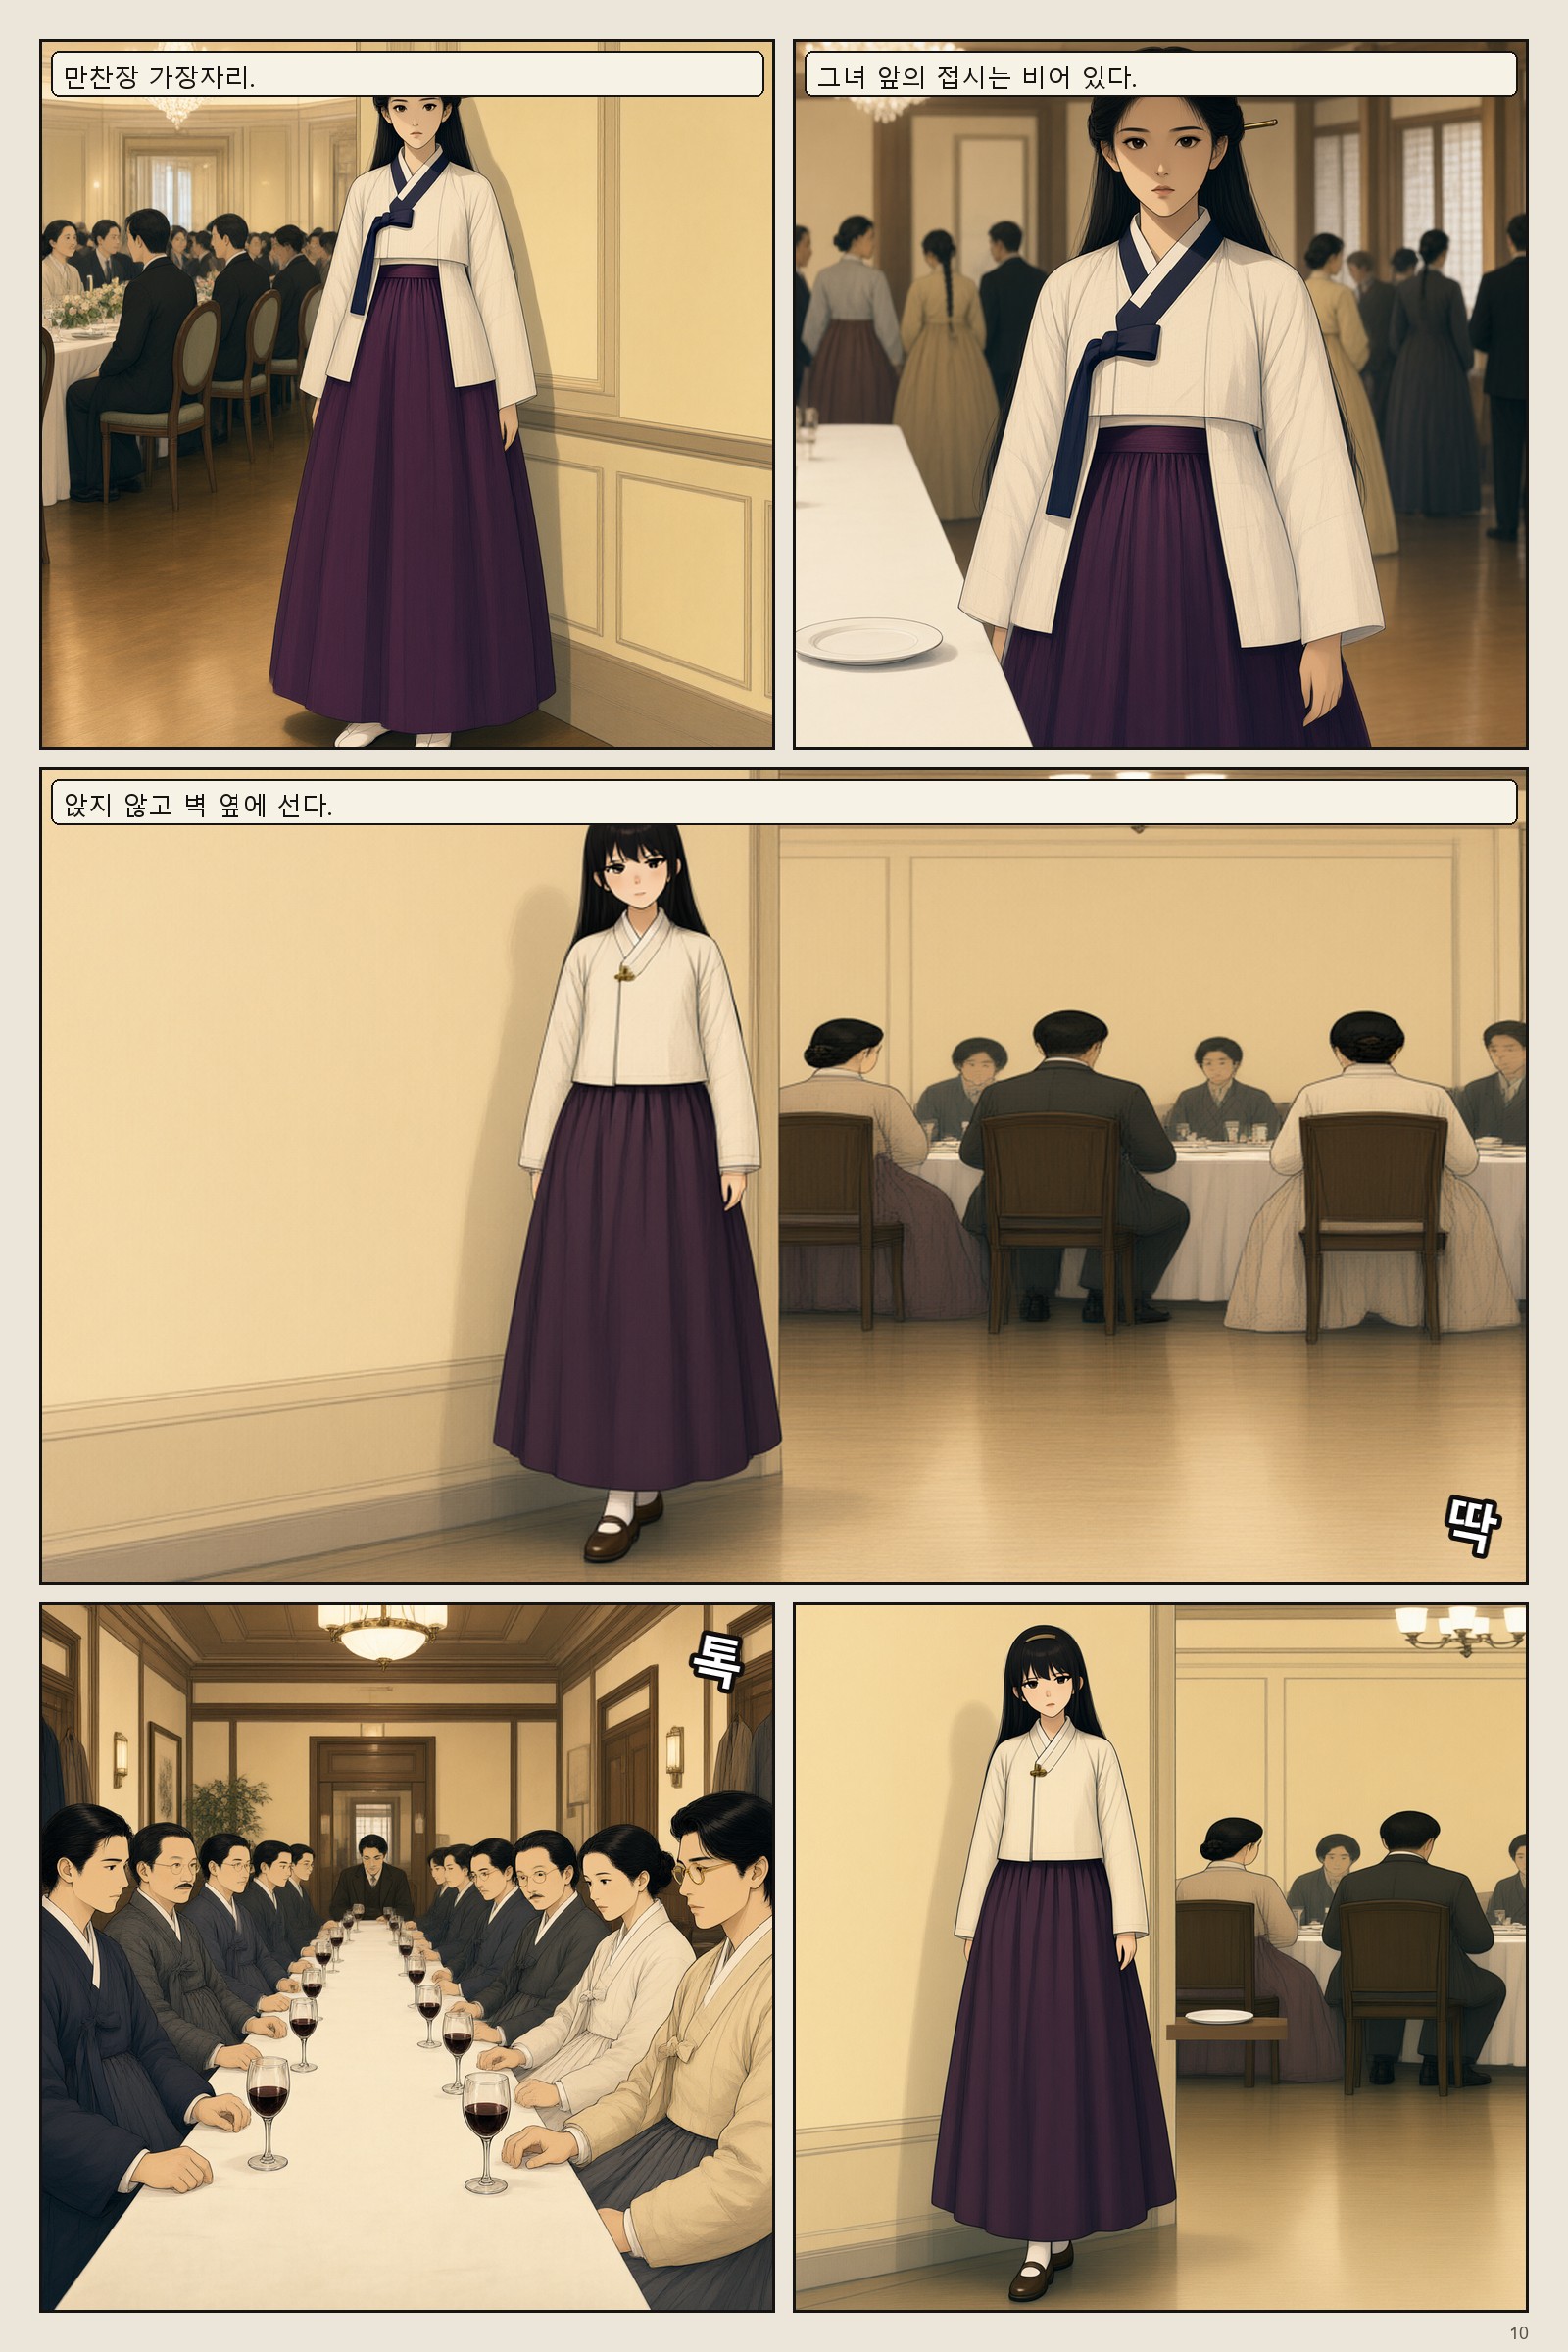 만찬장 가장자리.
그녀 앞의 접시는 비어 있다.
앉지 않고 벽 옆에 선다.
딱
톡
10